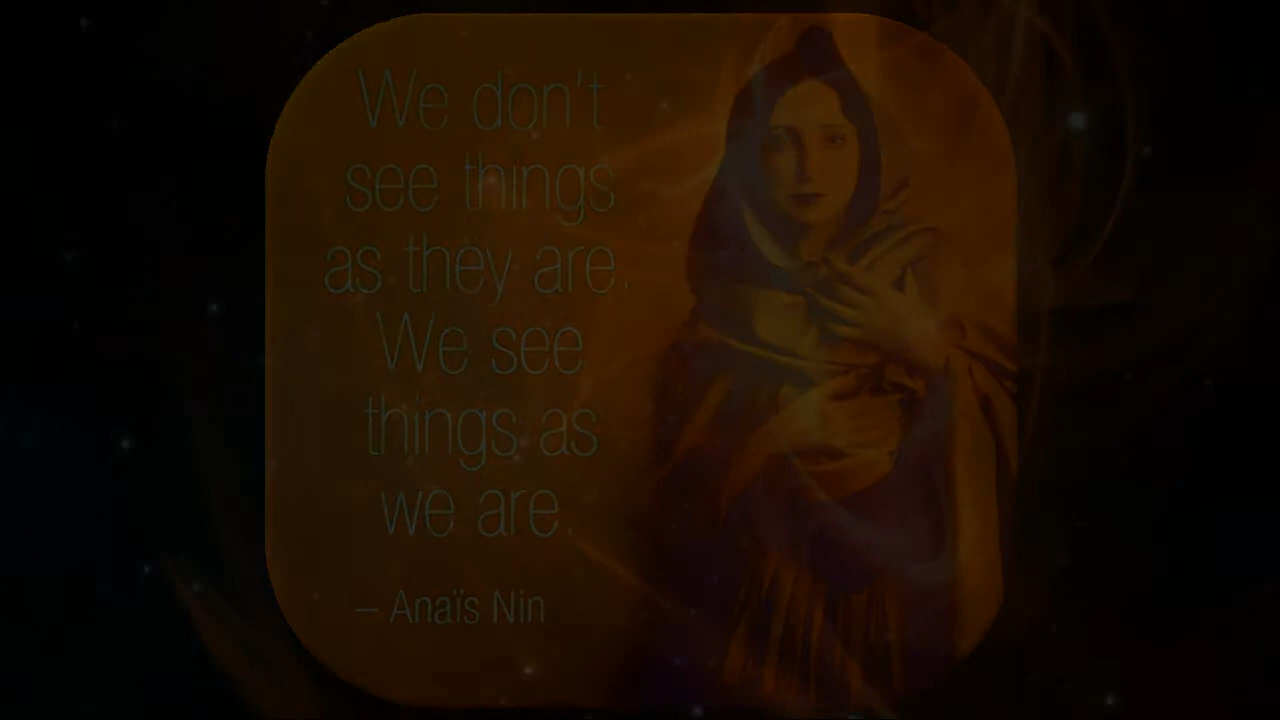 We don't
see things
as they are.
We see
things as
we are.
– Anaïs Nin